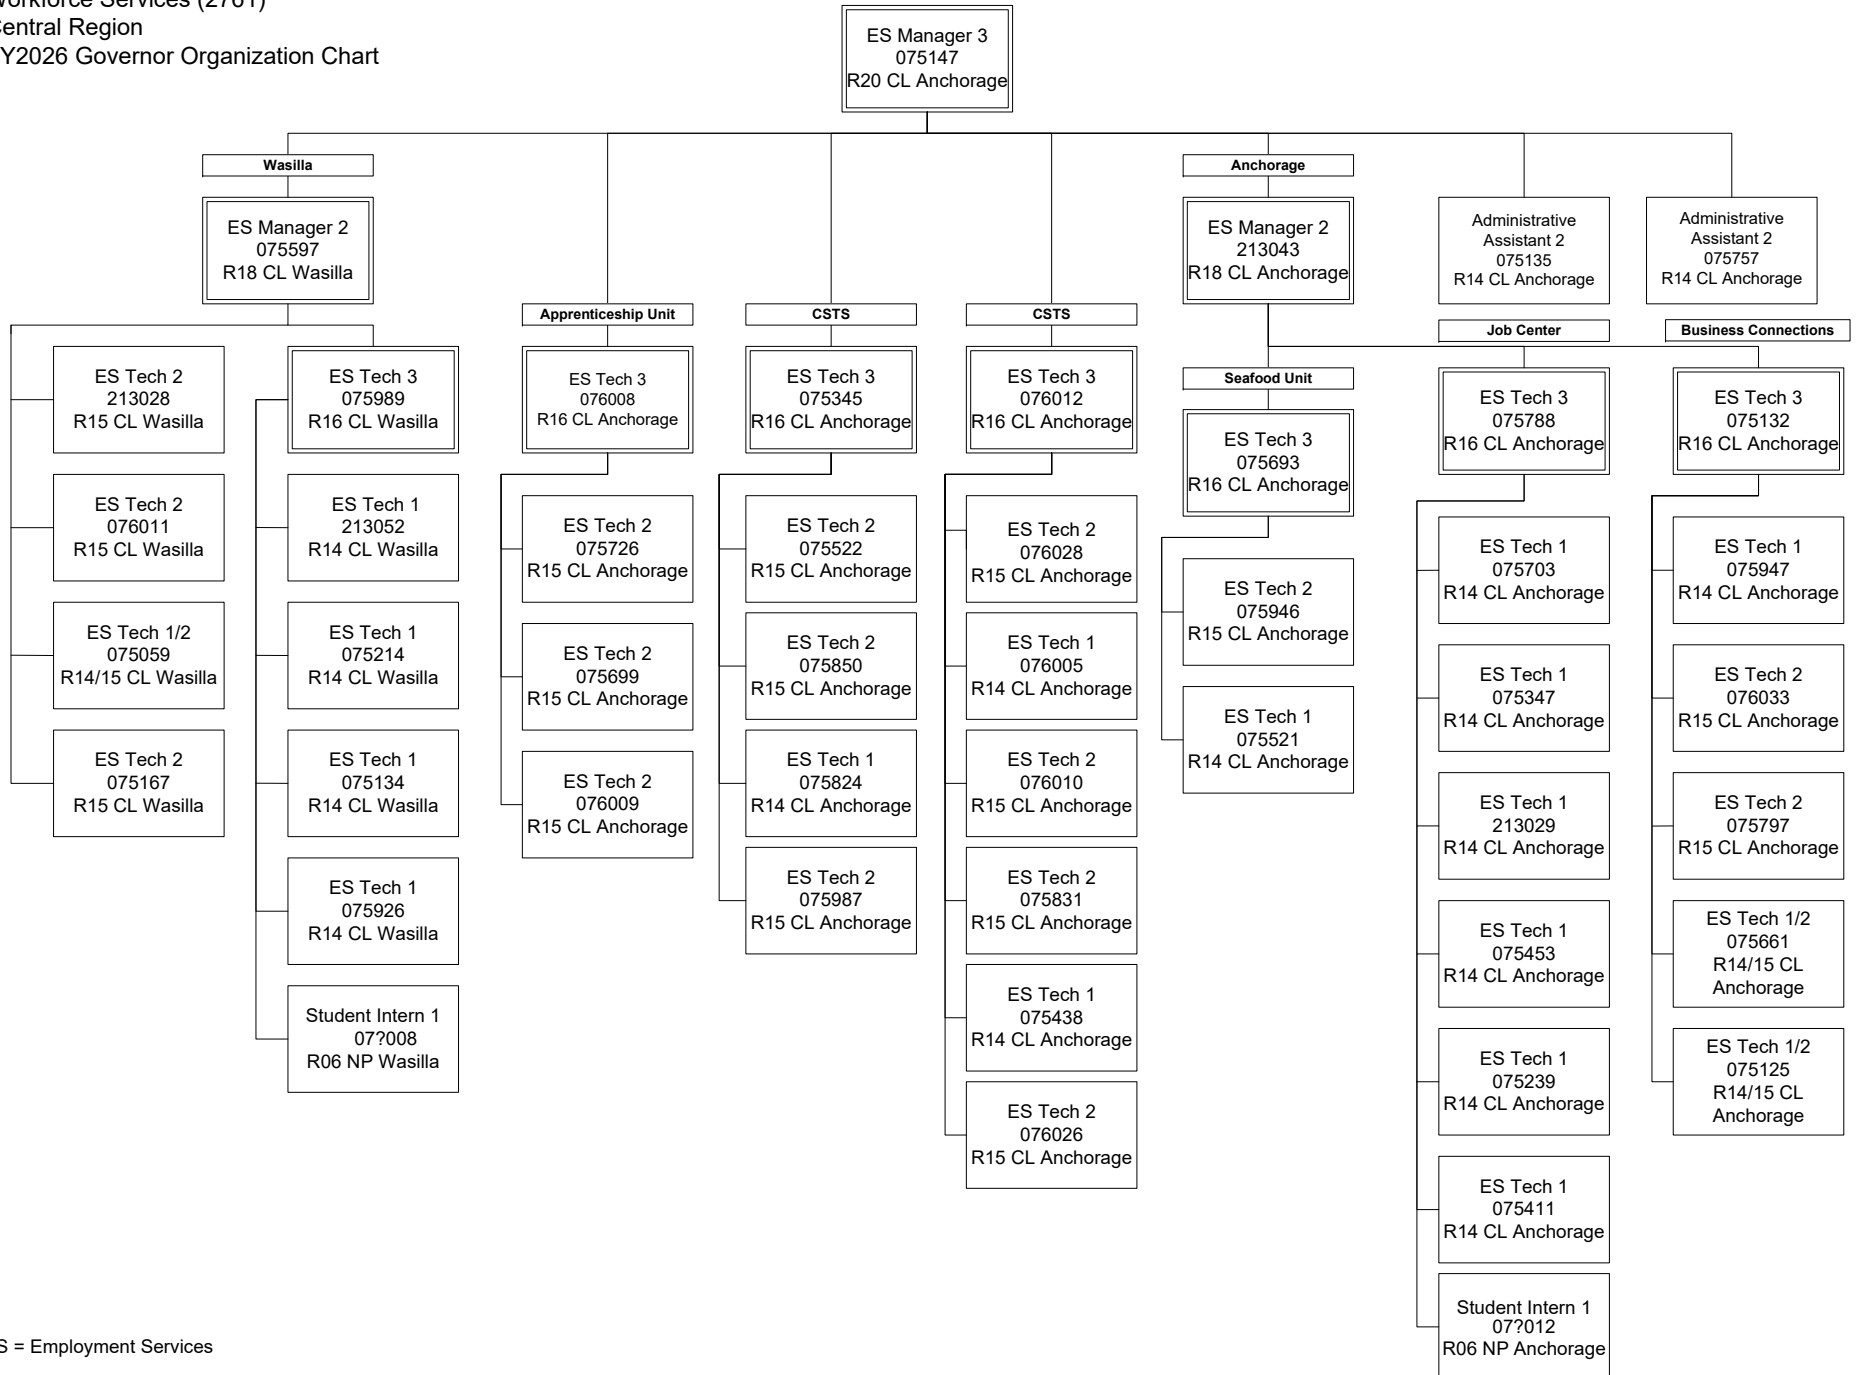 Workforce Services (2761)
Central Region
FY2026 Governor Organization Chart
ES Manager 3
075147
R20 CL Anchorage
Wasilla
ES Manager 2
075597
R18 CL Wasilla
ES Tech 2
213028
R15 CL Wasilla
ES Tech 2
076011
R15 CL Wasilla
ES Tech 1/2
075059
R14/15 CL Wasilla
ES Tech 2
075167
R15 CL Wasilla
ES Tech 3
075989
R16 CL Wasilla
ES Tech 1
213052
R14 CL Wasilla
ES Tech 1
075214
R14 CL Wasilla
ES Tech 1
075134
R14 CL Wasilla
ES Tech 1
075926
R14 CL Wasilla
Student Intern 1
07?008
R06 NP Wasilla
Apprenticeship Unit
ES Tech 3
076008
R16 CL Anchorage
ES Tech 2
075726
R15 CL Anchorage
ES Tech 2
075699
R15 CL Anchorage
ES Tech 2
076009
R15 CL Anchorage
CSTS
ES Tech 3
075345
R16 CL Anchorage
ES Tech 2
075522
R15 CL Anchorage
ES Tech 2
075850
R15 CL Anchorage
ES Tech 1
075824
R14 CL Anchorage
ES Tech 2
075987
R15 CL Anchorage
CSTS
ES Tech 3
076012
R16 CL Anchorage
ES Tech 2
076028
R15 CL Anchorage
ES Tech 1
076005
R14 CL Anchorage
ES Tech 2
076010
R15 CL Anchorage
ES Tech 2
075831
R15 CL Anchorage
ES Tech 1
075438
R14 CL Anchorage
ES Tech 2
076026
R15 CL Anchorage
Anchorage
ES Manager 2
213043
R18 CL Anchorage
Seafood Unit
ES Tech 3
075693
R16 CL Anchorage
ES Tech 2
075946
R15 CL Anchorage
ES Tech 1
075521
R14 CL Anchorage
Administrative
Assistant 2
075135
R14 CL Anchorage
Job Center
ES Tech 3
075788
R16 CL Anchorage
ES Tech 1
075703
R14 CL Anchorage
ES Tech 1
075347
R14 CL Anchorage
ES Tech 1
213029
R14 CL Anchorage
ES Tech 1
075453
R14 CL Anchorage
ES Tech 1
075239
R14 CL Anchorage
ES Tech 1
075411
R14 CL Anchorage
Student Intern 1
07?012
R06 NP Anchorage
Administrative
Assistant 2
075757
R14 CL Anchorage
Business Connections
ES Tech 3
075132
R16 CL Anchorage
ES Tech 1
075947
R14 CL Anchorage
ES Tech 2
076033
R15 CL Anchorage
ES Tech 2
075797
R15 CL Anchorage
ES Tech 1/2
075661
R14/15 CL
Anchorage
ES Tech 1/2
075125
R14/15 CL
Anchorage
ES = Employment Services